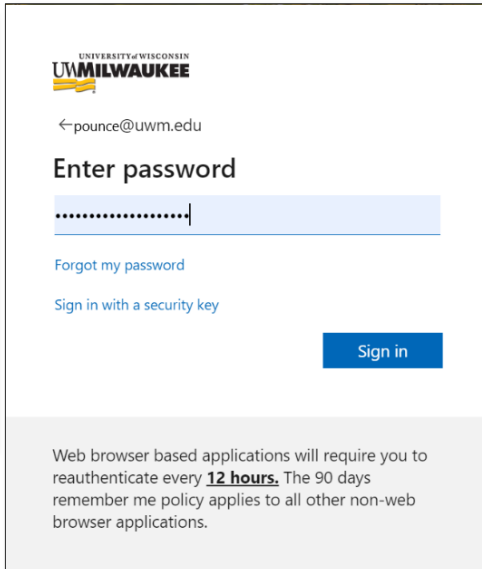 UNIVERSITY of WISCONSIN
UWMILWAUKEE
←pounce@uwm.edu
Enter password
••••••••••••••••••••
Forgot my password
Sign in with a security key
Sign in
Web browser based applications will require you to
reauthenticate every 12 hours. The 90 days
remember me policy applies to all other non-web
browser applications.